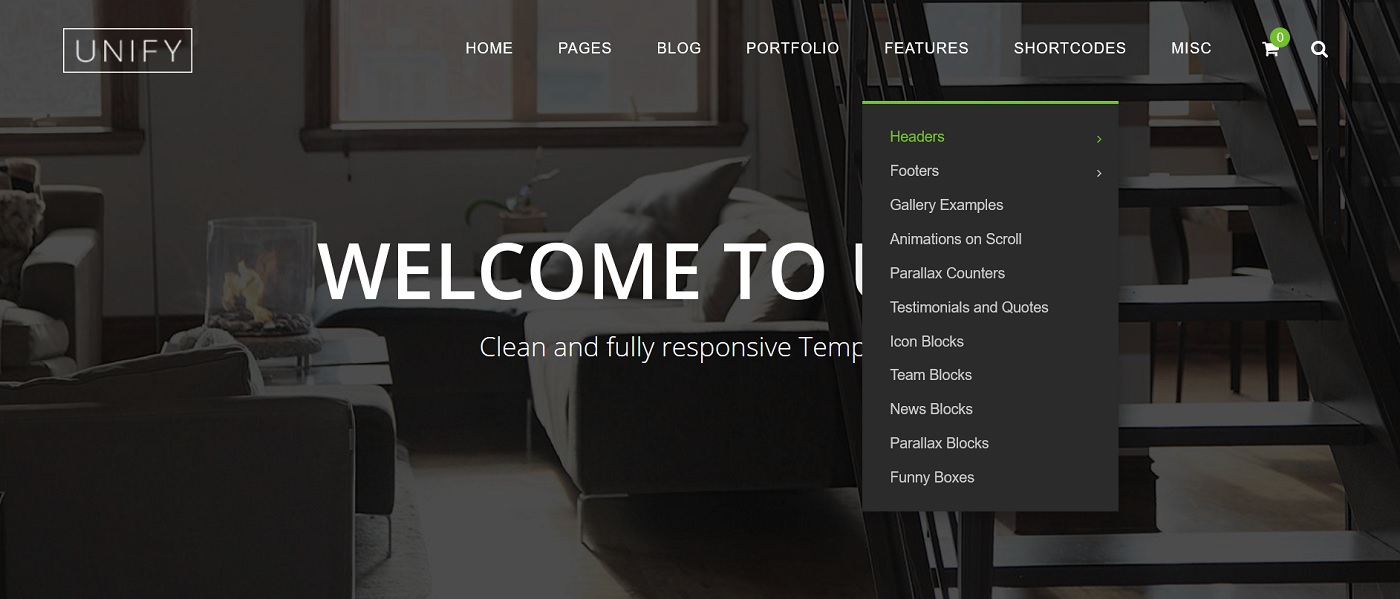 UNIFY
HOME PAGES BLOG PORTFOLIO FEATURES SHORTCODES MISC 0
Headers
Footers
Gallery Examples
Animations on Scroll
Parallax Counters
Testimonials and Quotes
Icon Blocks
Team Blocks
News Blocks
Parallax Blocks
Funny Boxes
WELCOME TO
Clean and fully responsive Temp